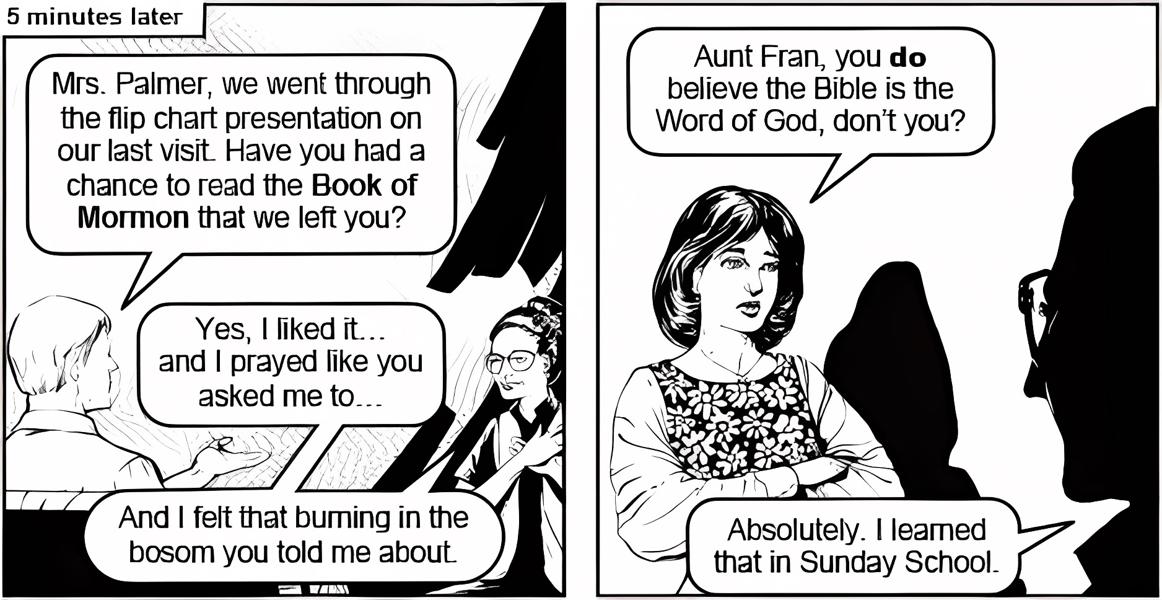 5 minutes later
Mrs. Palmer, we went through
the flip chart presentation on
our last visit. Have you had a
chance to read the Book of
Mormon that we left you?
Yes, I liked it...
and I prayed like you
asked me to...
And I felt that burning in the
bosom you told me about.
Aunt Fran, you do
believe the Bible is the
Word of God, don't you?
Absolutely. I learned
that in Sunday School.